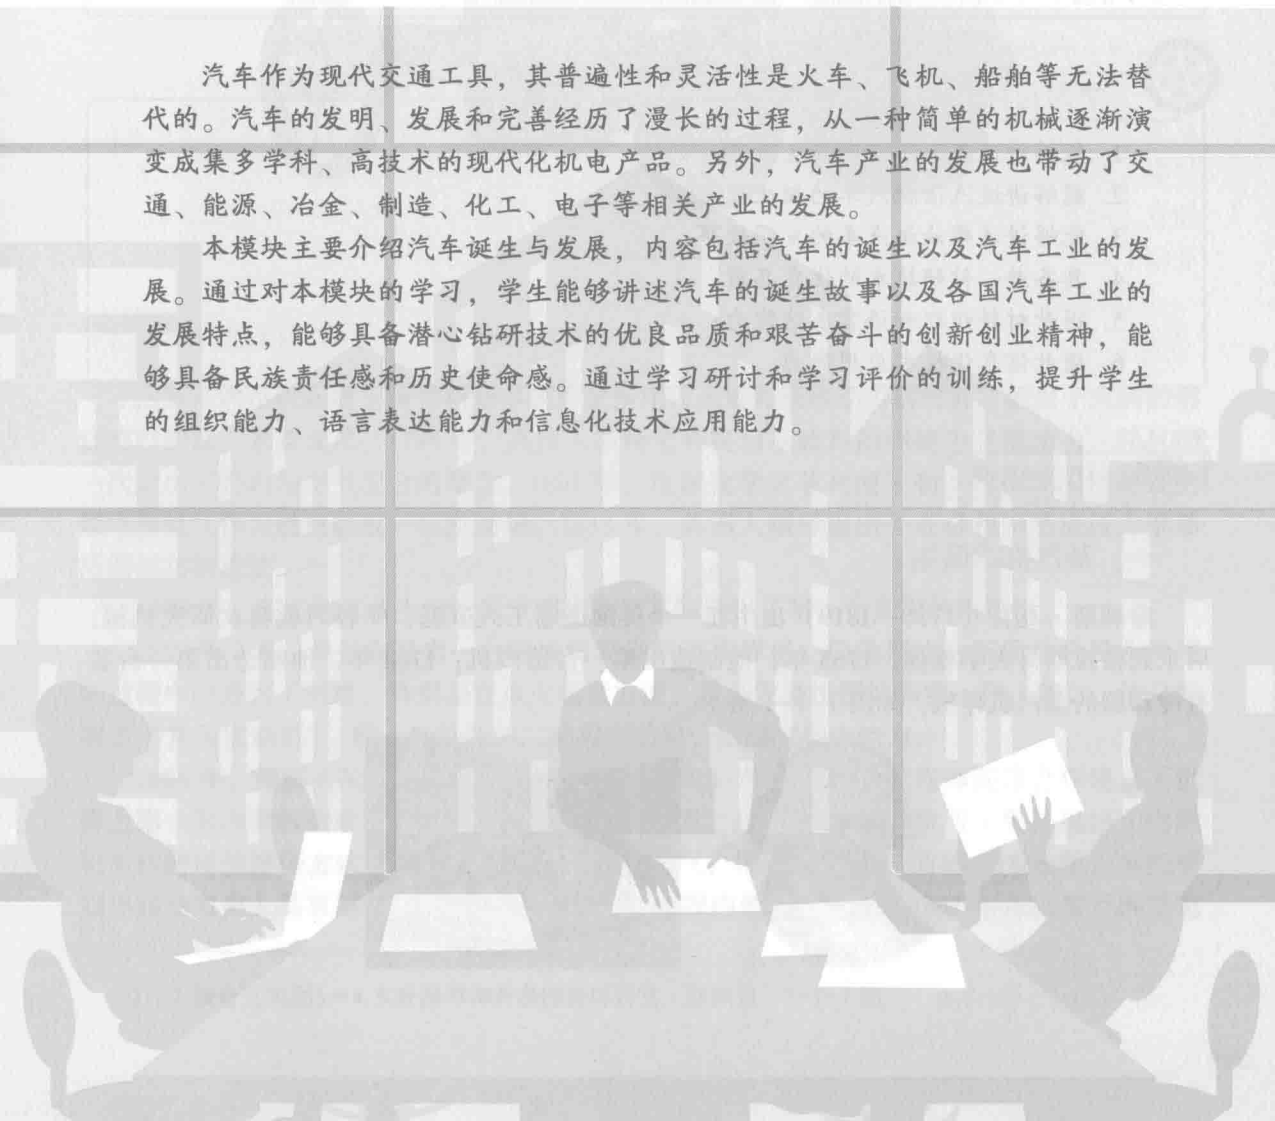 汽车作为现代交通工具，其普遍性和灵活性是火车、飞机、船舶等无法替
代的。汽车的发明、发展和完善经历了漫长的过程，从一种简单的机械逐渐演
变成集多学科、高技术的现代化机电产品。另外，汽车产业的发展也带动了交
通、能源、冶金、制造、化工、电子等相关产业的发展。
本模块主要介绍汽车诞生与发展，内容包括汽车的诞生以及汽车工业的发
展。通过对本模块的学习，学生能够讲述汽车的诞生故事以及各国汽车工业的
发展特点，能够具备潜心钻研技术的优良品质和艰苦奋斗的创新创业精神，能
够具备民族责任感和历史使命感。通过学习研讨和学习评价的训练，提升学生
的组织能力、语言表达能力和信息化技术应用能力。